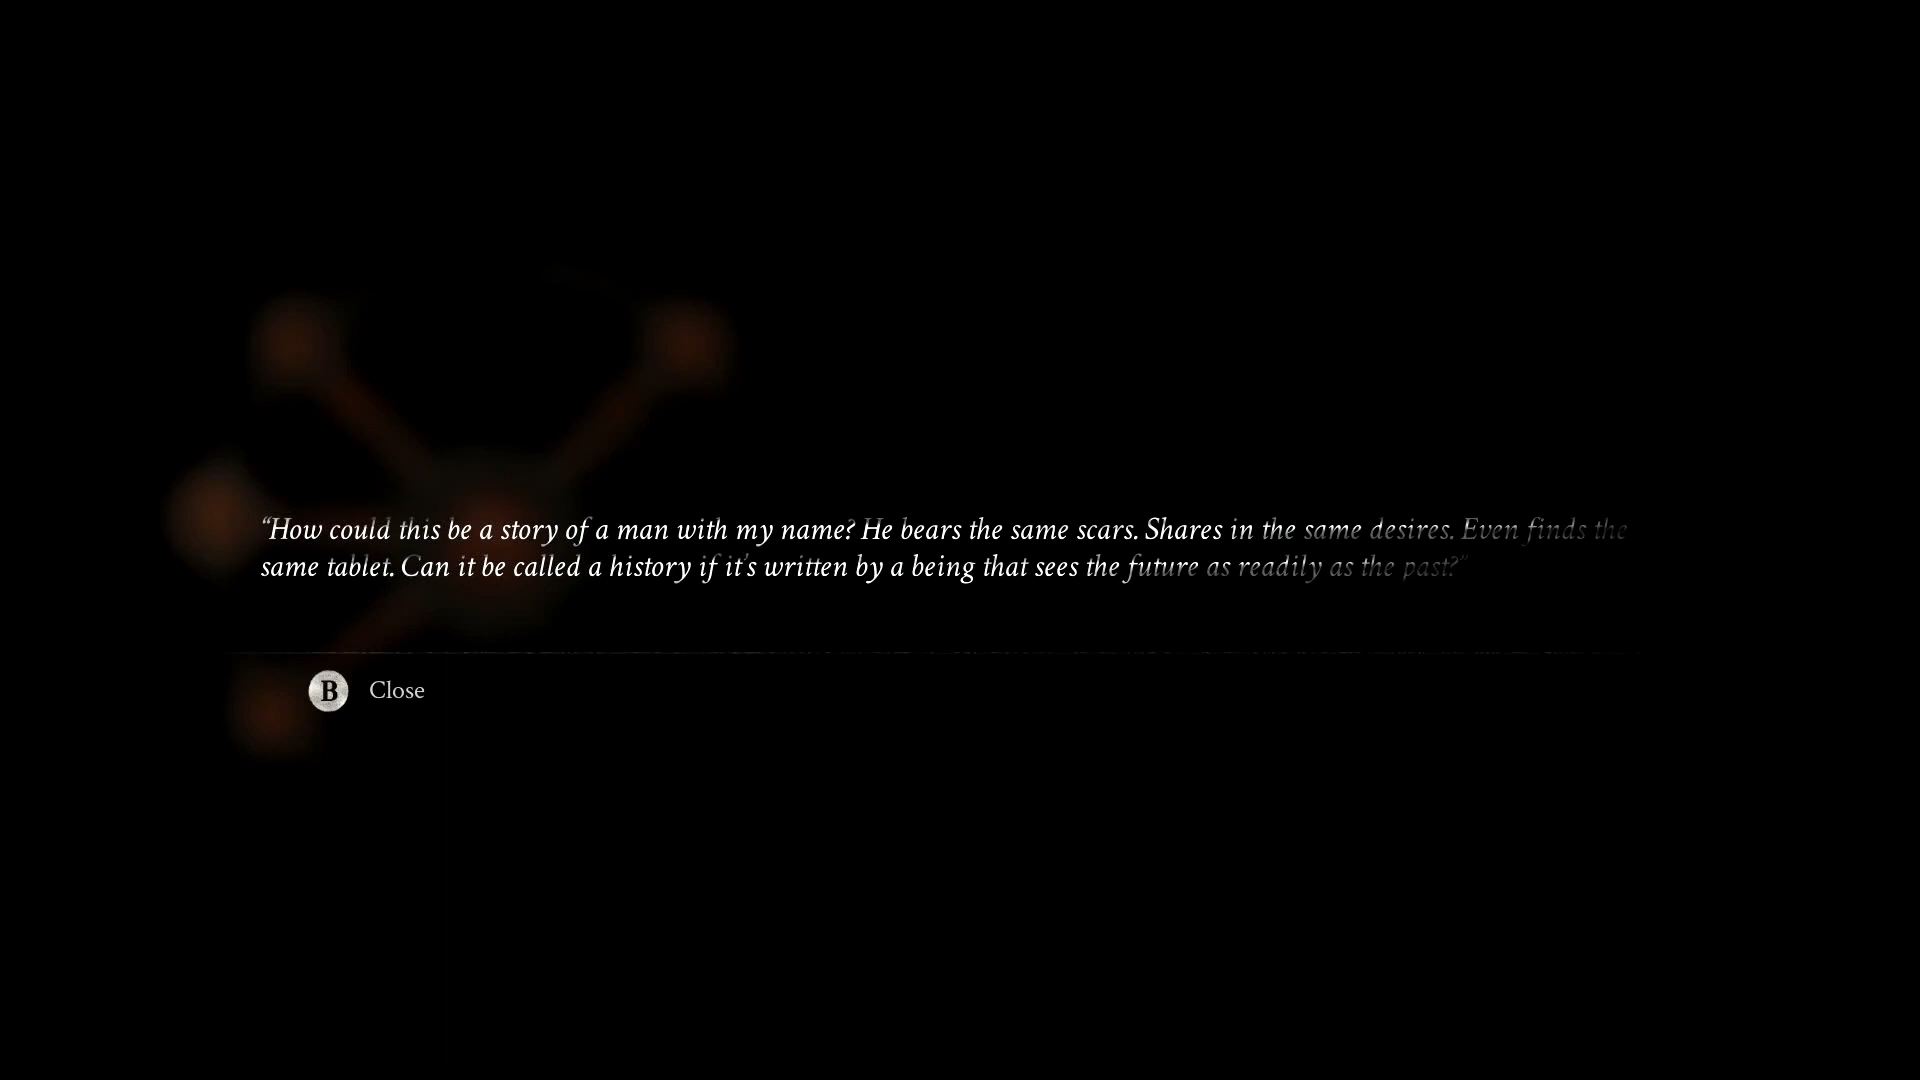 “How could this be a story of a man with my name? He bears the same scars. Shares in the same desires. Even finds the
same tablet. Can it be called a history if it’s written by a being that sees the future as readily as the past?”
B Close